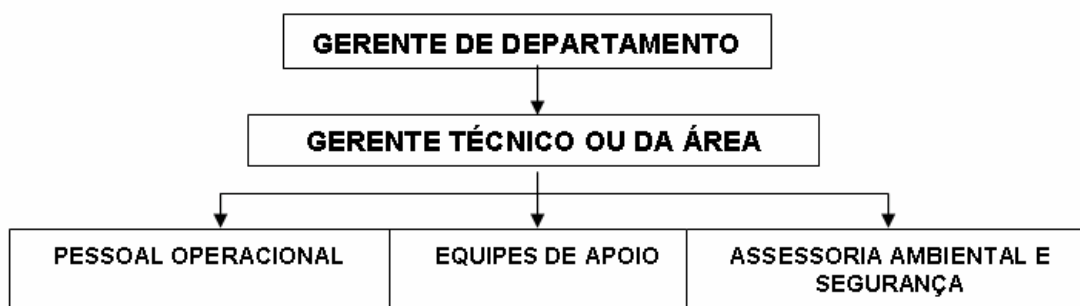 GERENTE DE DEPARTAMENTO
GERENTE TÉCNICO OU DA ÁREA
PESSOAL OPERACIONAL
EQUIPES DE APOIO
ASSESSORIA AMBIENTAL E
SEGURANÇA